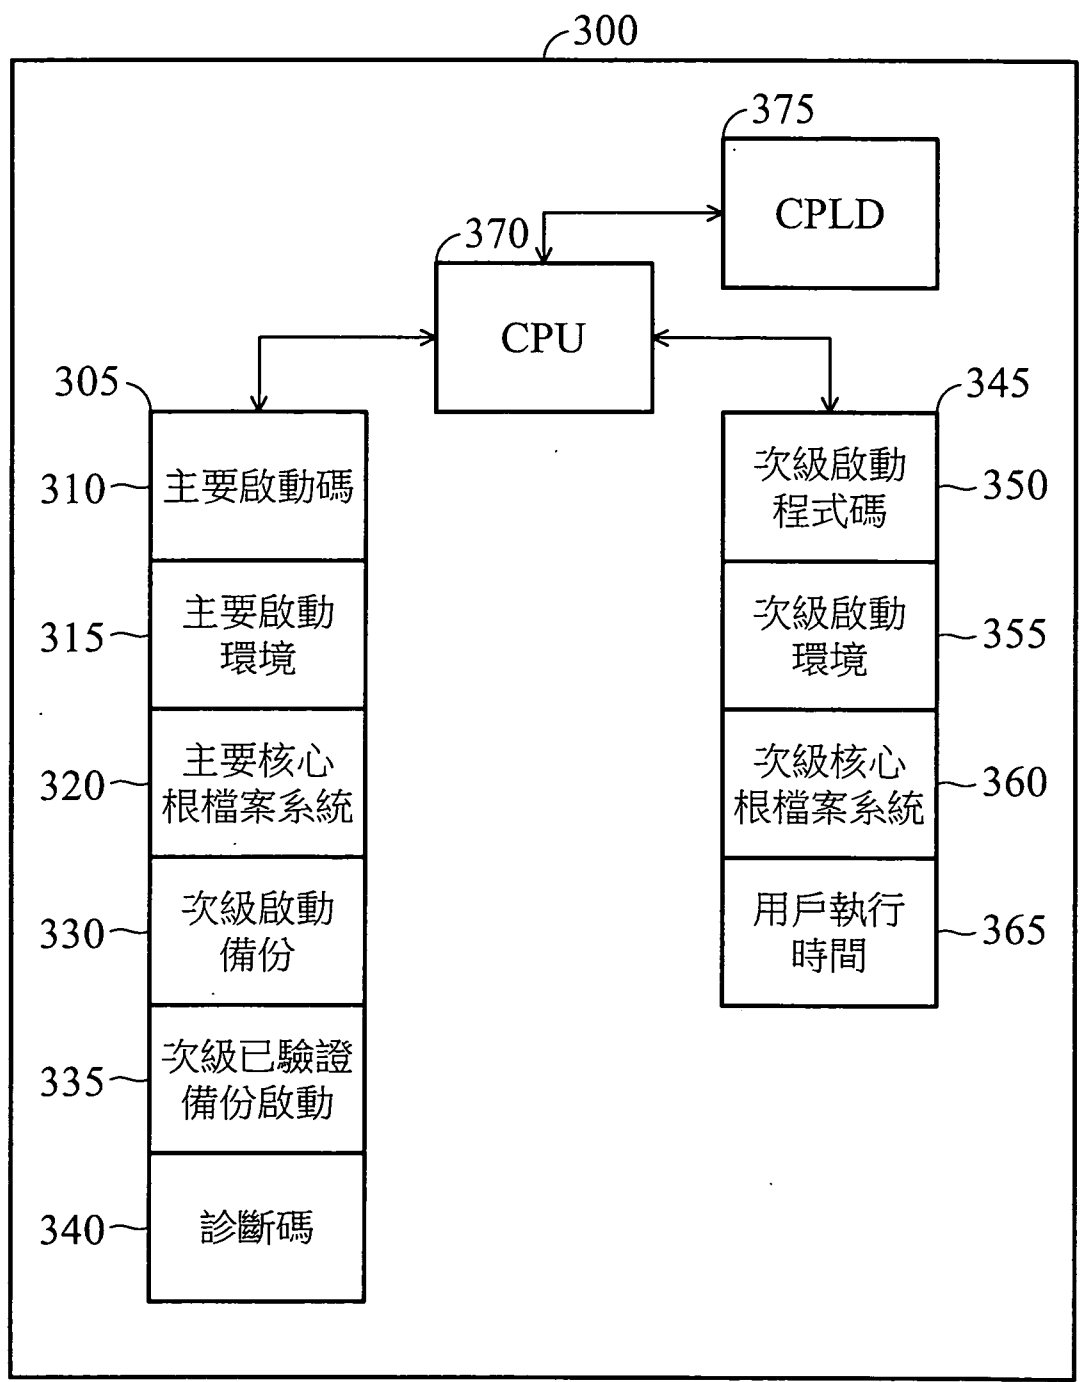 300
375
CPLD
370
CPU
305
345
310
主要啟動碼
次級啟動
程式碼
350
315
主要啟動
環境
次級啟動
環境
355
320
主要核心
根檔案系統
次級核心
根檔案系統
360
330
次級啟動
備份
用戶執行
時間
365
335
次級已驗證
備份啟動
340
診斷碼